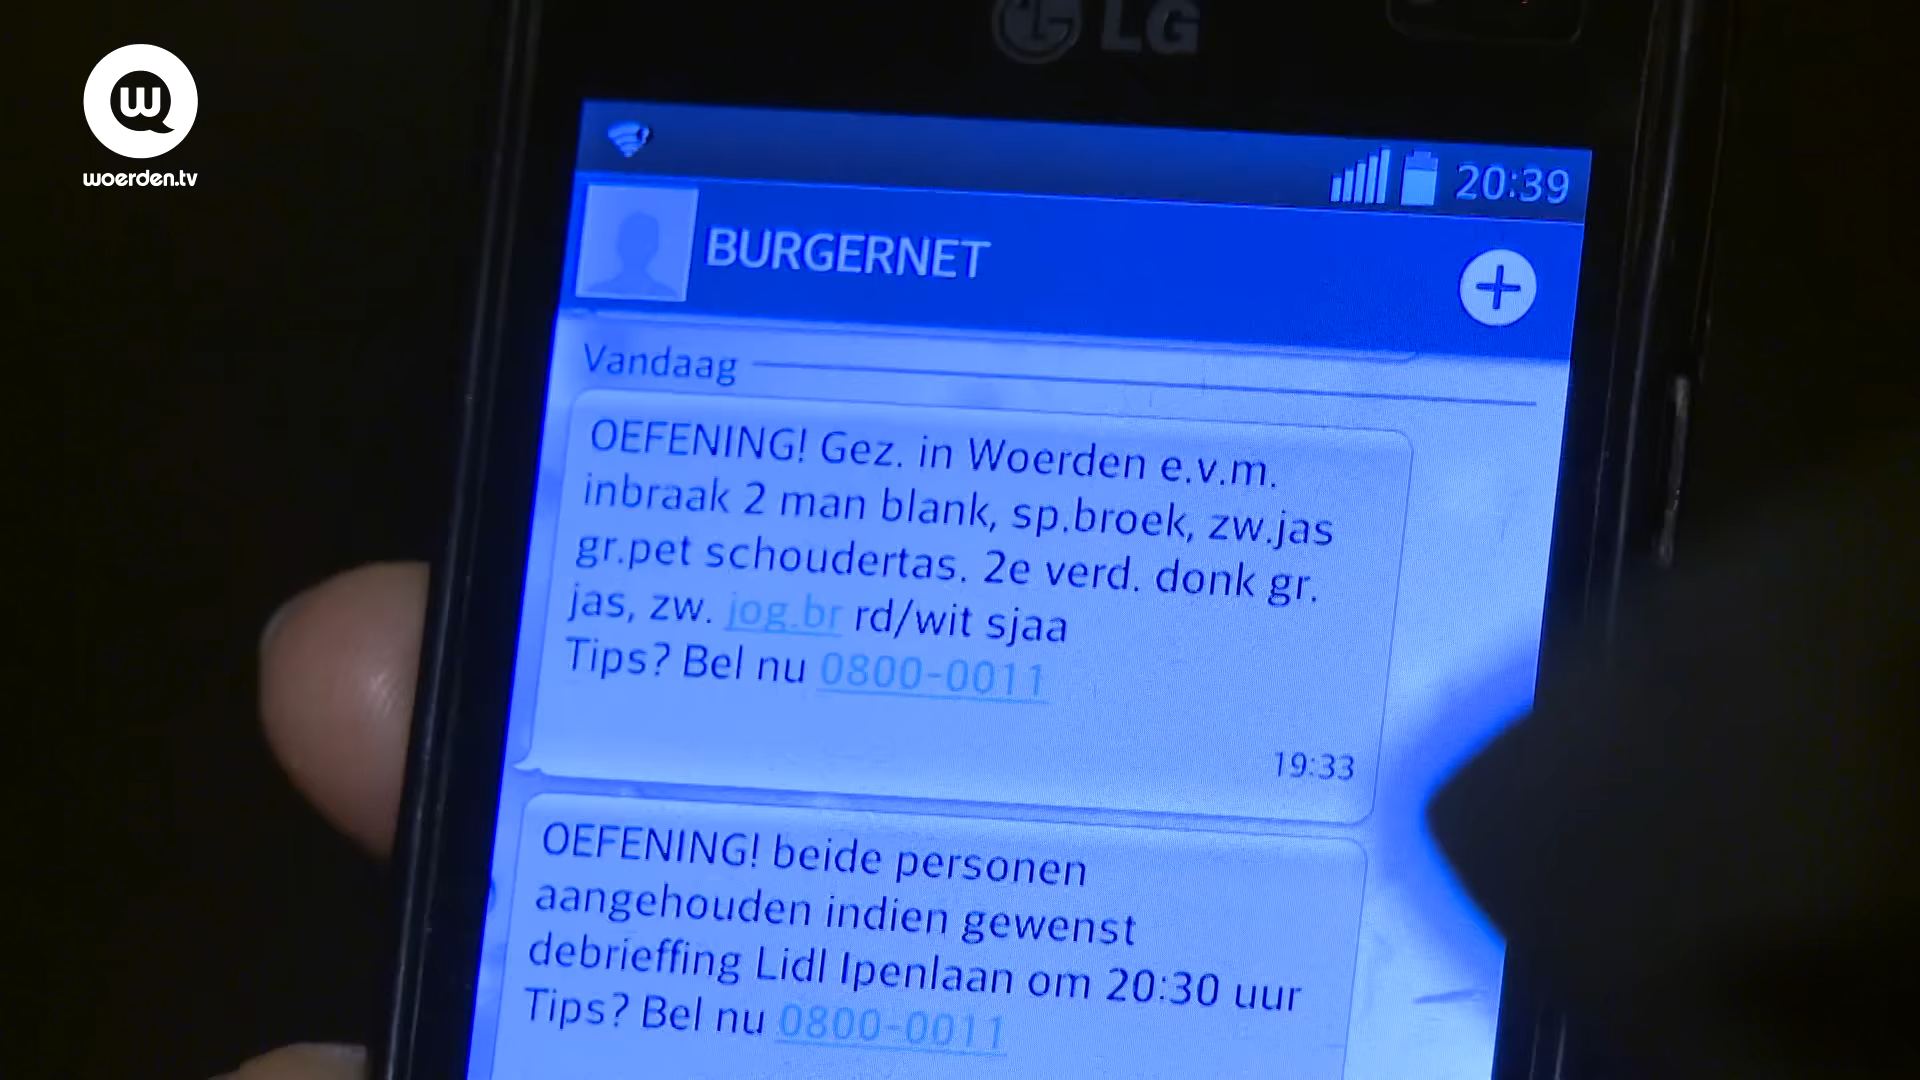 LG
W
woerden.tv
20:39
BURGERNET
Vandaag
OEFENING! Gez. in Woerden e.v.m.
inbraak 2 man blank, sp.broek, zw.jas
gr.pet schoudertas. 2e verd. donk gr.
jas, zw. jog.br rd/wit sjaa
Tips? Bel nu 0800-0011
19:33
OEFENING! beide personen
aangehouden indien gewenst
debrieffing Lidl Ipenlaan om 20:30 uur
Tips? Bel nu 0800-0011